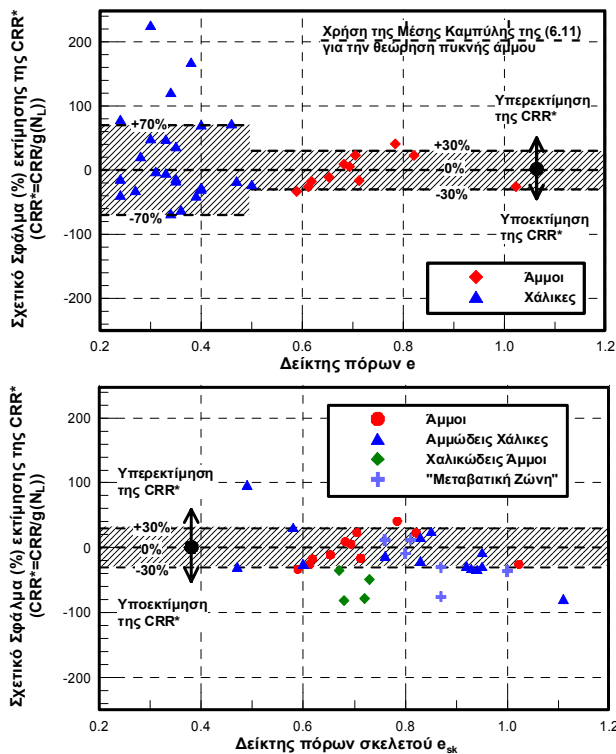 Χρήση της Μέσης Καμπύλης της (6.11)
για την θεώρηση πυκνής άμμου
Σχετικό Σφάλμα (%) εκτίμησης της CRR*
(CRR*=CRR/g(N_L))
200
100
0
-100
-200
+70%
-70%
+30%
0%
-30%
Υπερεκτίμηση
της CRR*
Υποεκτίμηση
της CRR*
Άμμοι
Χάλικες
0.2 0.4 0.6 0.8 1.0 1.2
Δείκτης πόρων e
Σχετικό Σφάλμα (%) εκτίμησης της CRR*
(CRR*=CRR/g(N_L))
200
100
0
-100
-200
Άμμοι
Αμμώδεις Χάλικες
Χαλικώδεις Άμμοι
"Μεταβατική Ζώνη"
Υπερεκτίμηση
της CRR*
+30%
0%
-30%
Υποεκτίμηση
της CRR*
0.2 0.4 0.6 0.8 1.0 1.2
Δείκτης πόρων σκελετού e_sk